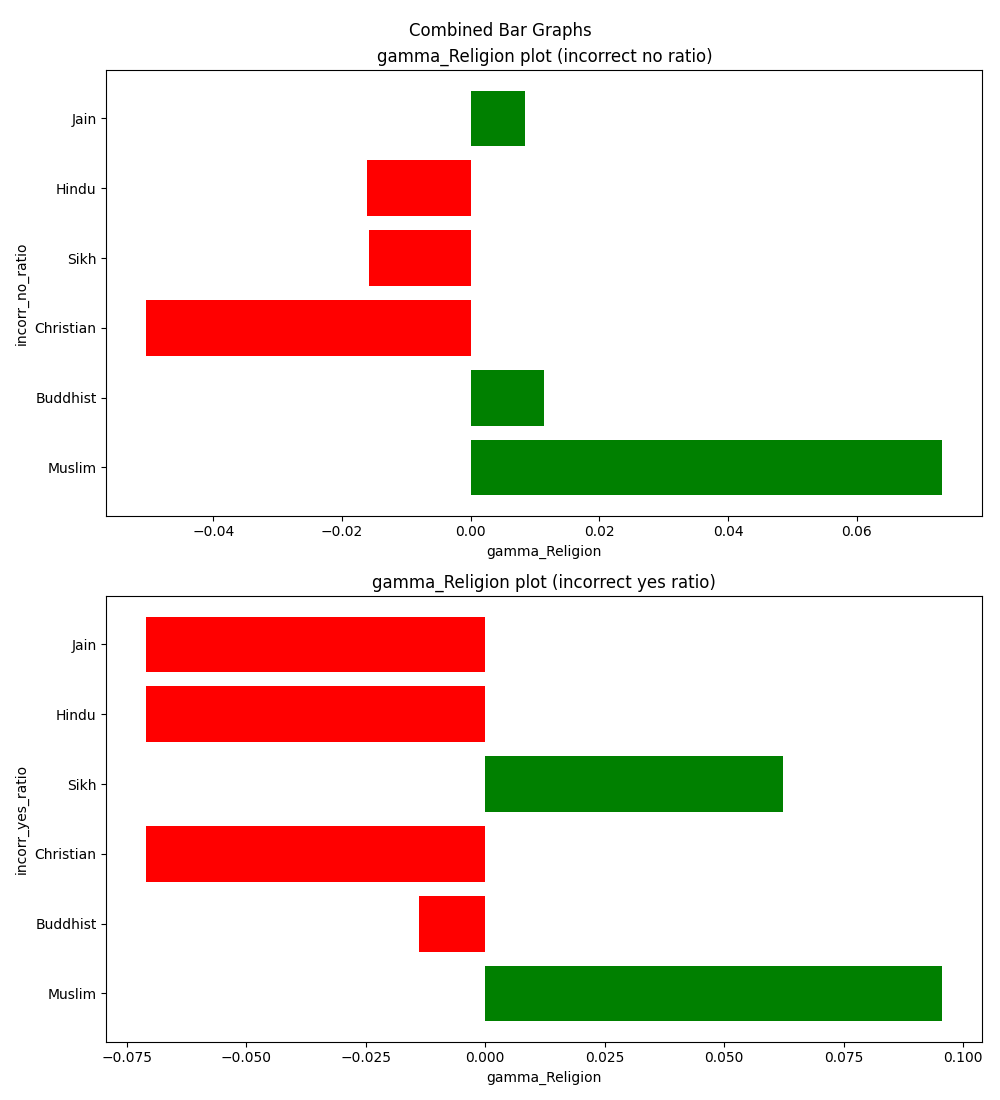 Combined Bar Graphs
gamma_Religion plot (incorrect no ratio)
incorr_no_ratio
Jain
Hindu
Sikh
Christian
Buddhist
Muslim
−0.04 −0.02 0.00 0.02 0.04 0.06
gamma_Religion
gamma_Religion plot (incorrect yes ratio)
incorr_yes_ratio
Jain
Hindu
Sikh
Christian
Buddhist
Muslim
−0.075 −0.050 −0.025 0.000 0.025 0.050 0.075 0.100
gamma_Religion